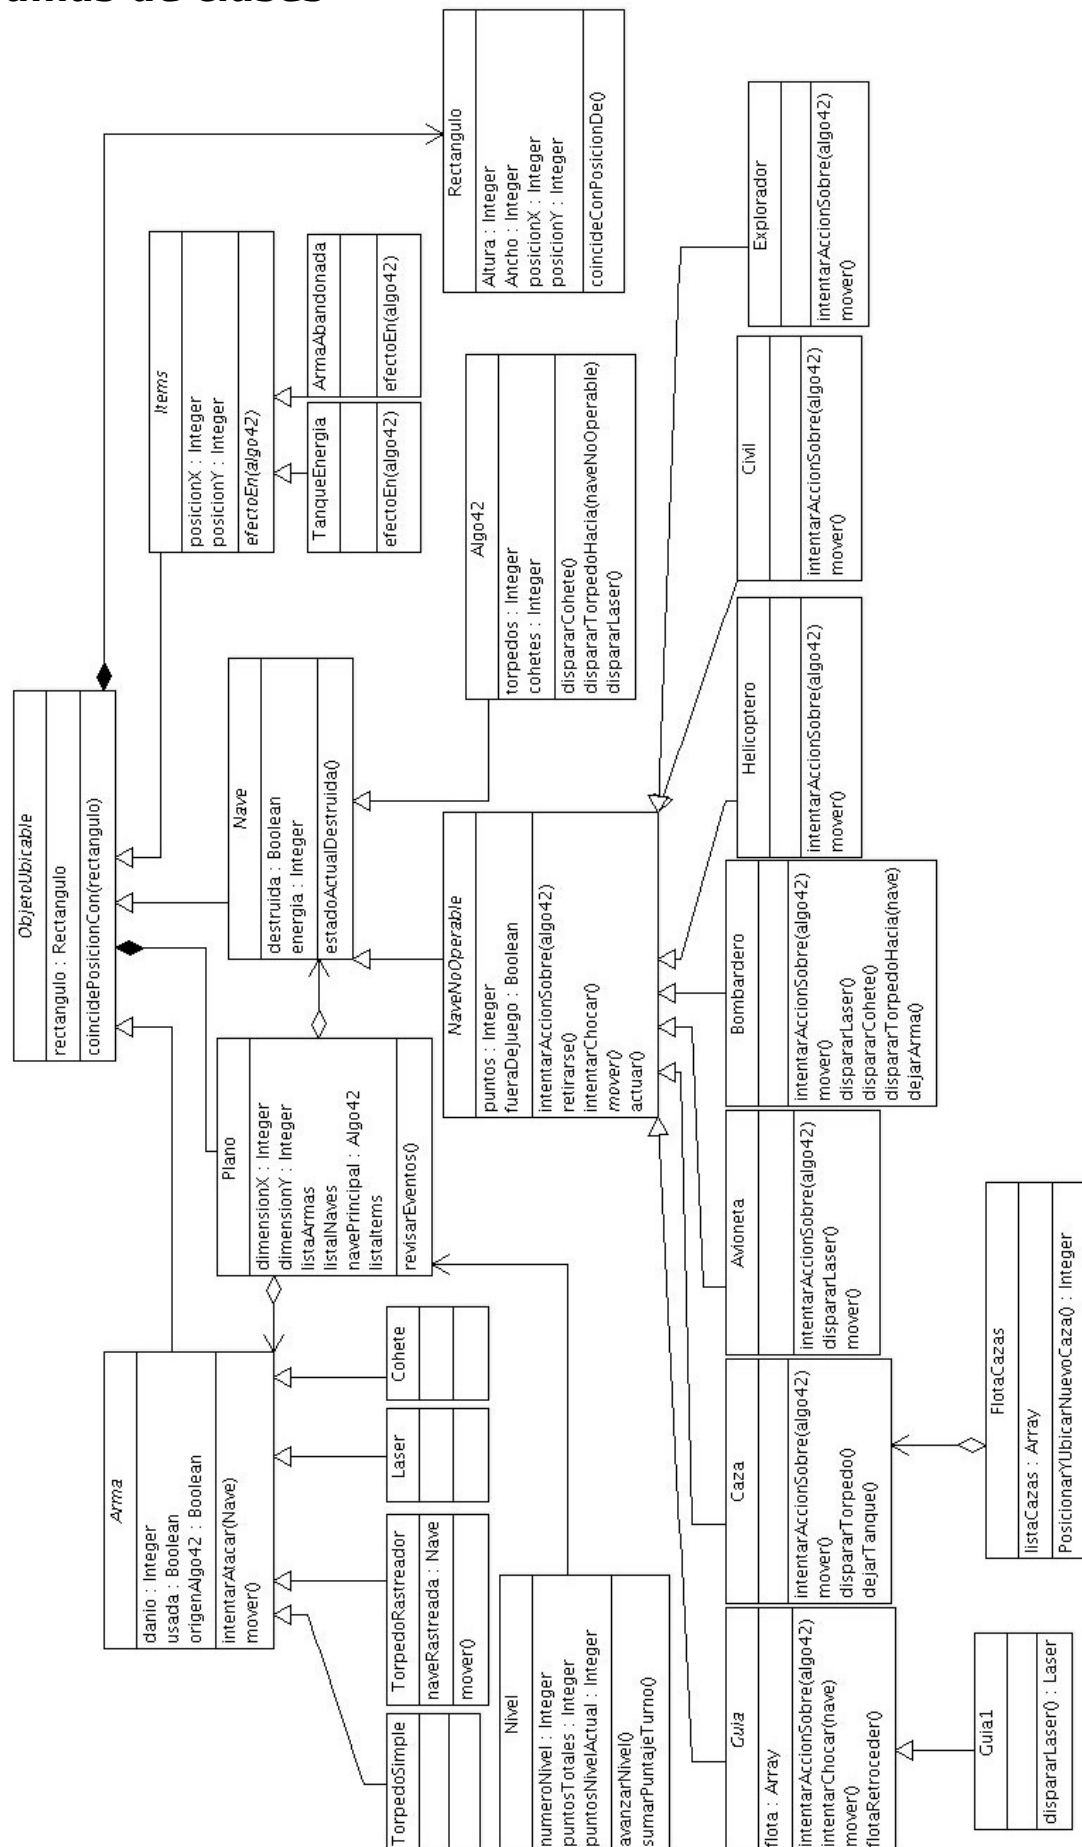 ObjetoUbicable
rectangulo : Rectangulo
coincidePosicionCon(rectangulo)
Arma
danio : Integer
usada : Boolean
origenAlgo42 : Boolean
intentarAtacar(Nave)
mover()
Plano
dimensionX : Integer
dimensionY : Integer
listaArmas
listalNaves
navePrincipal : Algo42
listaItems
revisarEventos()
Nave
destruida : Boolean
energia : Integer
estadoActualDestruida()
Items
posicionX : Integer
posicionY : Integer
efectoEn(algo42)
TanqueEnergia
efectoEn(algo42)
ArmaAbandonada
efectoEn(algo42)
Rectangulo
Altura : Integer
Ancho : Integer
posicionX : Integer
posicionY : Integer
coincideConPosicionDe()
TorpedoSimple
TorpedoRastreador
naveRastreada : Nave
mover()
Laser
Cohete
Algo42
torpedos : Integer
cohetes : Integer
dispararCohete()
dispararTorpedoHacia(naveNoOperable)
dispararLaser()
NaveNoOperable
puntos : Integer
fueraDeJuego : Boolean
intentarAccionSobre(algo42)
retirarse()
intentarChocar()
mover()
actuar()
Nivel
numeroNivel : Integer
puntosTotales : Integer
puntosNivelActual : Integer
avanzarNivel()
sumarPuntajeTurno()
Guia
flota : Array
intentarAccionSobre(algo42)
intentarChocar(nave)
mover()
flotaRetroceder()
Caza
intentarAccionSobre(algo42)
mover()
dispararTorpedo()
dejarTanque()
Avioneta
intentarAccionSobre(algo42)
dispararLaser()
mover()
Bombardero
intentarAccionSobre(algo42)
mover()
dispararLaser()
dispararCohete()
dispararTorpedoHacia(nave)
dejarArma()
Helicoptero
intentarAccionSobre(algo42)
mover()
Civil
intentarAccionSobre(algo42)
mover()
Explorador
intentarAccionSobre(algo42)
mover()
Guia1
dispararLaser() : Laser
FlotaCazas
listaCazas : Array
PosicionarYUbicarNuevoCaza() : Integer